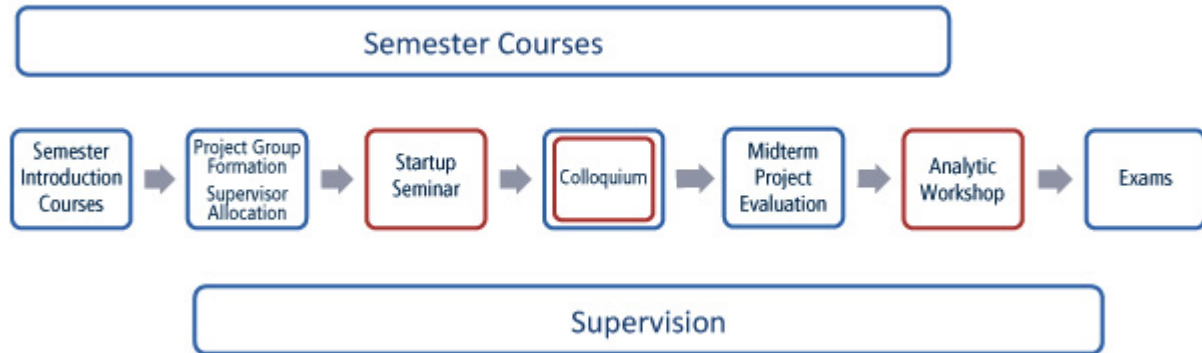 Semester Courses
Semester
Introduction
Courses
Project Group
Formation
Supervisor
Allocation
Startup
Seminar
Colloquium
Midterm
Project
Evaluation
Analytic
Workshop
Exams
Supervision